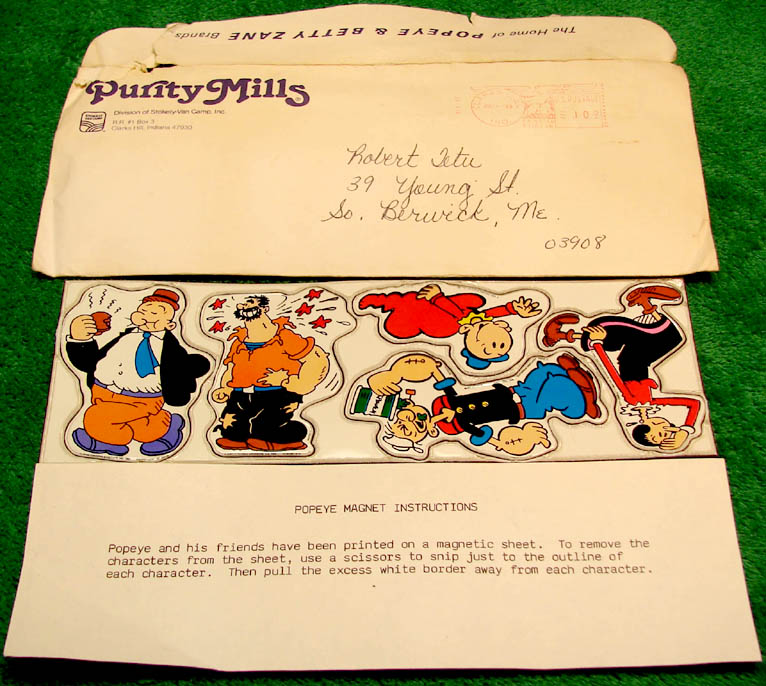 The Home of POPEYE & BETTY ZANE Brands
Purity Mills
Division of Stokely-Van Camp, Inc.
R.R. #1 Box 3
Clarks Hill, Indiana 47930
Robert Tetu
39 Young St.
So. Berwick, Me.
03908
POPEYE MAGNET INSTRUCTIONS
Popeye and his friends have been printed on a magnetic sheet. To remove the
characters from the sheet, use a scissors to snip just to the outline of
each character. Then pull the excess white border away from each character.